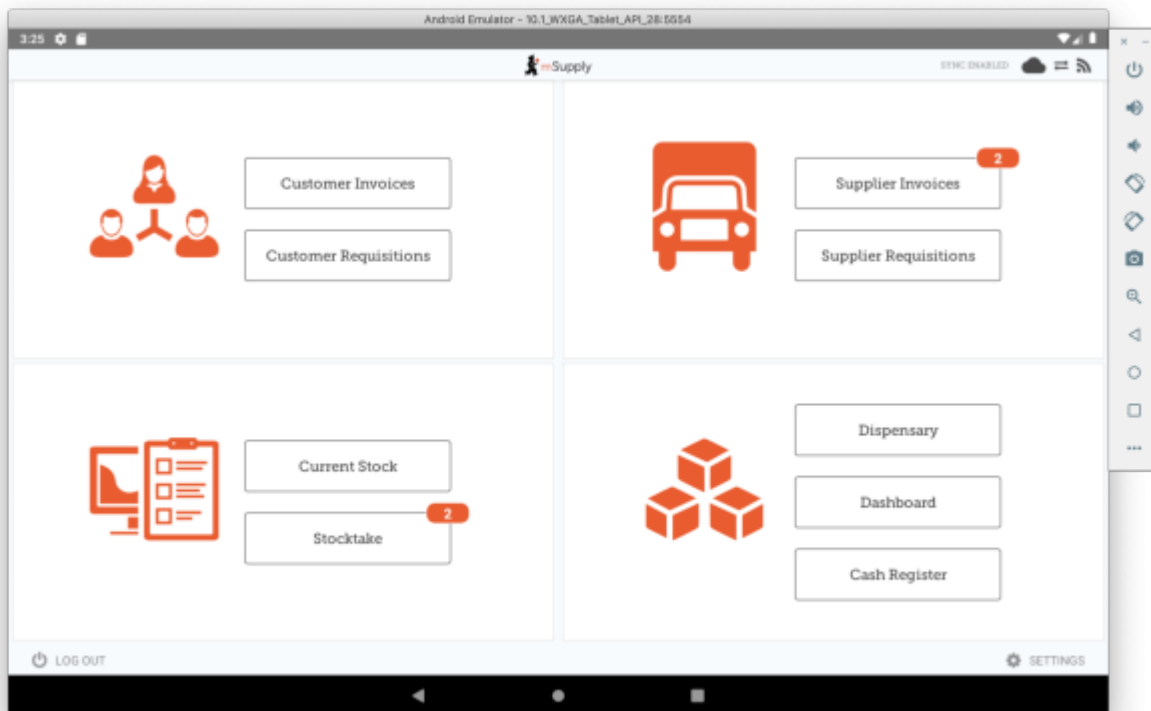 Android Emulator - 10.1_WXGA_Tablet_API_28:5554
3:25
mSupply
SYNC ENABLED
Customer Invoices
Customer Requisitions
2
Supplier Invoices
Supplier Requisitions
Current Stock
2
Stocktake
Dispensary
Dashboard
Cash Register
LOG OUT
SETTINGS